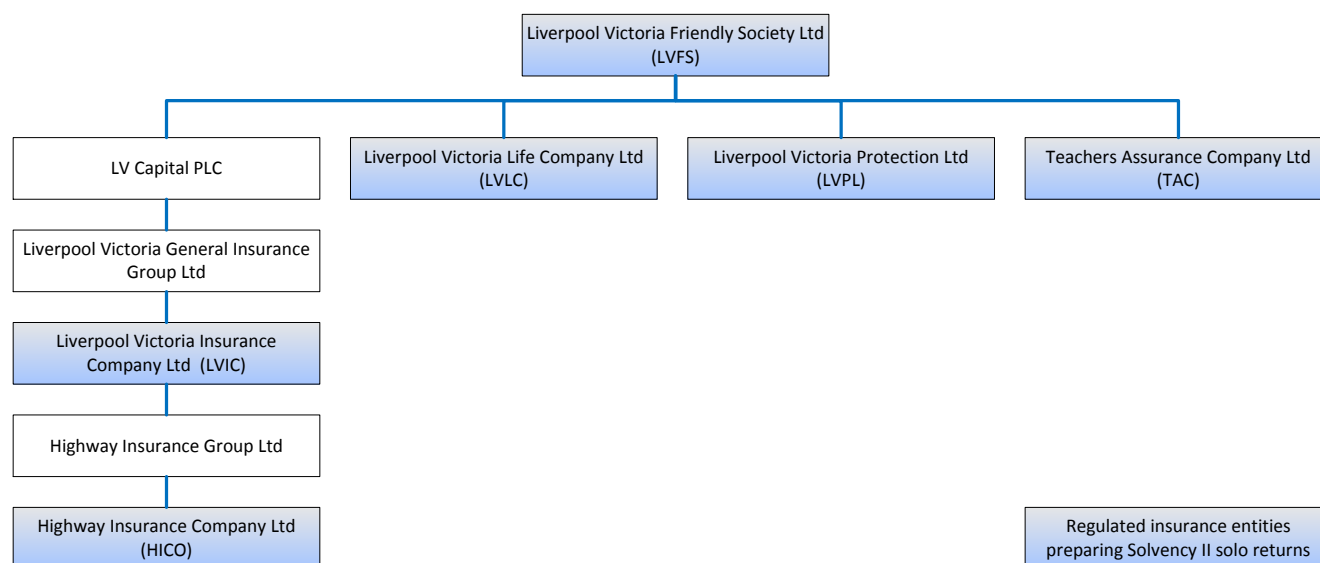 Liverpool Victoria Friendly Society Ltd
(LVFS)
LV Capital PLC
Liverpool Victoria Life Company Ltd
(LVLC)
Liverpool Victoria Protection Ltd
(LVPL)
Teachers Assurance Company Ltd
(TAC)
Liverpool Victoria General Insurance
Group Ltd
Liverpool Victoria Insurance
Company Ltd  (LVIC)
Highway Insurance Group Ltd
Highway Insurance Company Ltd
(HICO)
Regulated insurance entities
preparing Solvency II solo returns